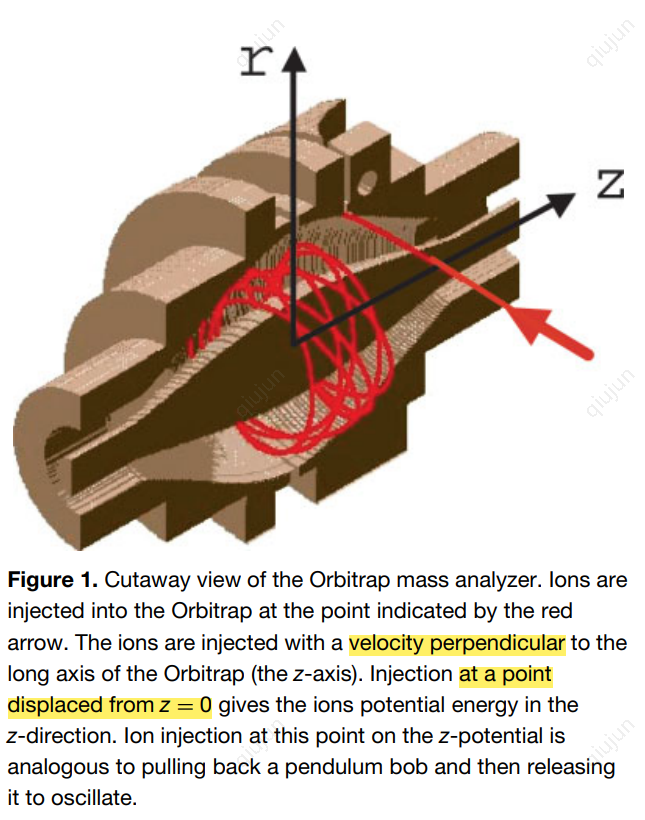 r
z
Figure 1. Cutaway view of the Orbitrap mass analyzer. Ions are
injected into the Orbitrap at the point indicated by the red
arrow. The ions are injected with a velocity perpendicular to the
long axis of the Orbitrap (the z-axis). Injection at a point
displaced from z = 0 gives the ions potential energy in the
z-direction. Ion injection at this point on the z-potential is
analogous to pulling back a pendulum bob and then releasing
it to oscillate.
qiujun
qiujun
qiujun
qiujun
qiujun
qiujun